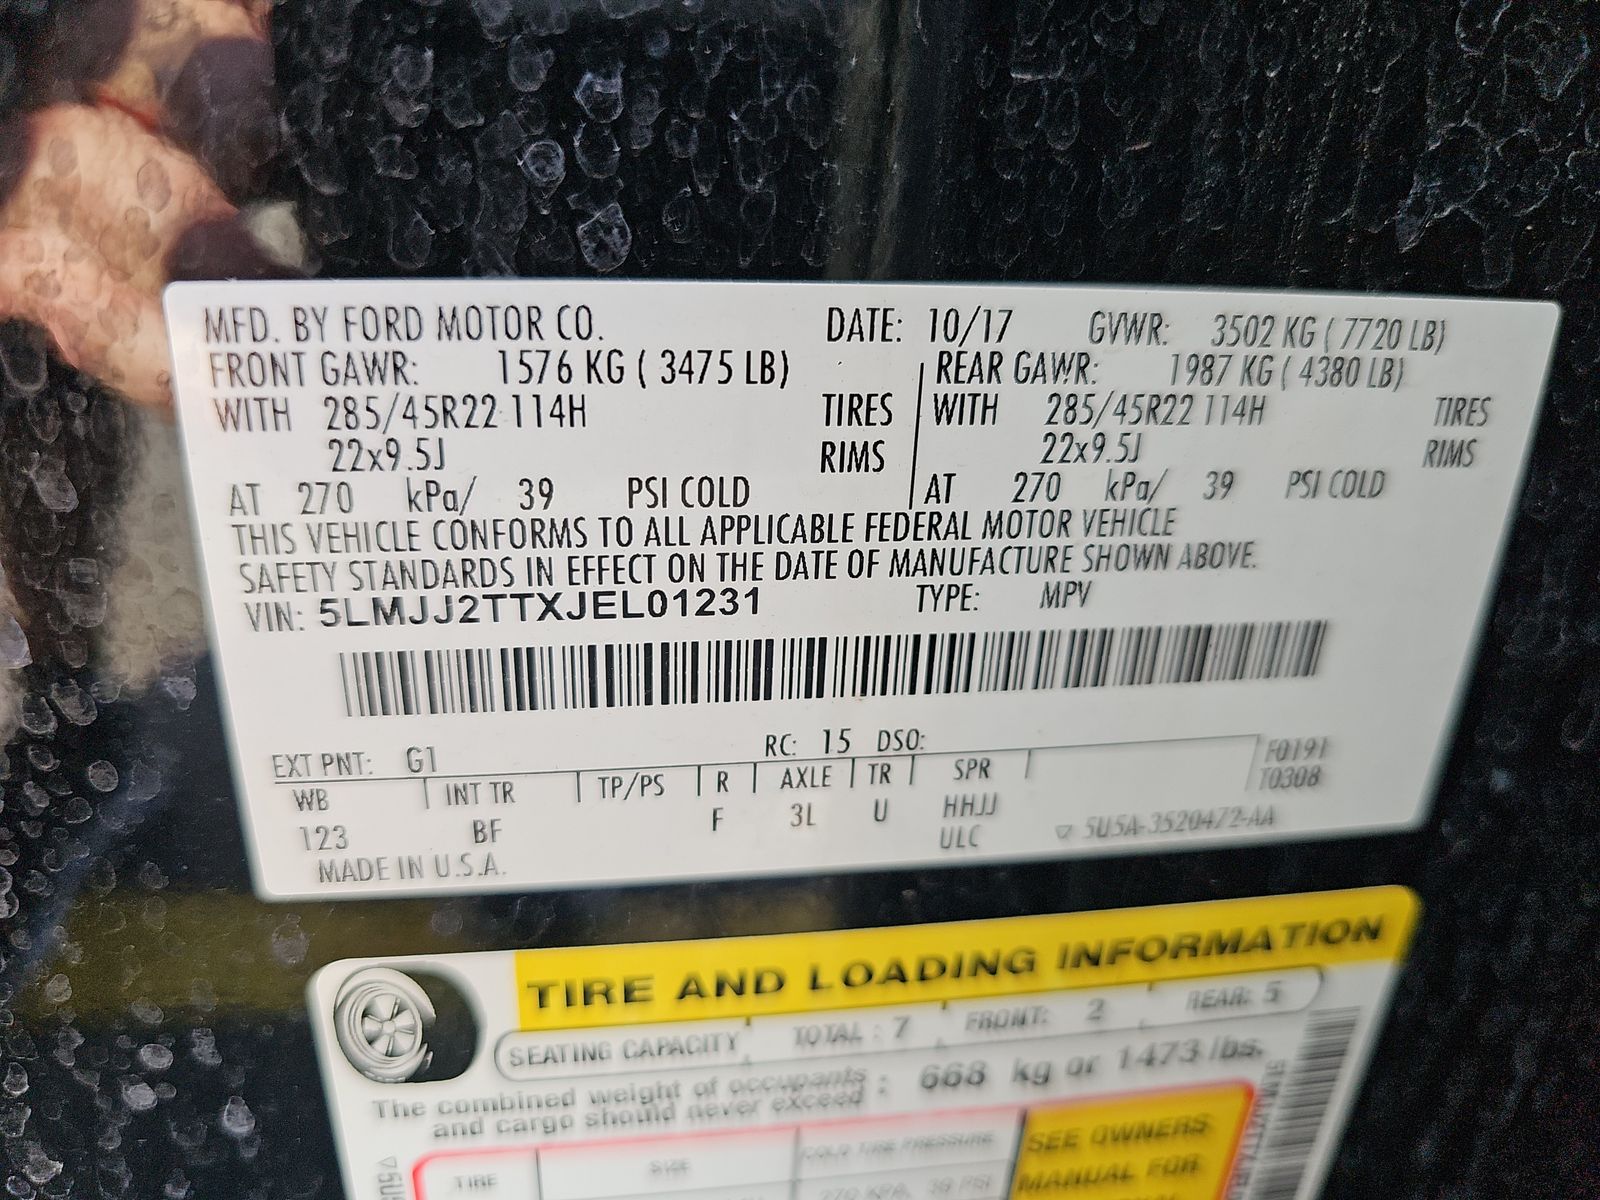 MFD. BY FORD MOTOR CO. DATE: 10/17 GVWR: 3502 KG ( 7720 LB)
FRONT GAWR: 1576 KG ( 3475 LB) REAR GAWR: 1987 KG ( 4380 LB)
WITH 285/45R22 114H TIRES WITH 285/45R22 114H TIRES
22x9.5J RIMS 22x9.5J RIMS
AT 270 kPa/ 39 PSI COLD AT 270 kPa/ 39 PSI COLD
THIS VEHICLE CONFORMS TO ALL APPLICABLE FEDERAL MOTOR VEHICLE
SAFETY STANDARDS IN EFFECT ON THE DATE OF MANUFACTURE SHOWN ABOVE.
VIN: 5LMJJ2TTXJEL01231 TYPE: MPV
EXT PNT: G1 RC: 15 DSO: F0191
WB INT TR TP/PS R AXLE TR SPR T0308
123 BF F 3L U HHJJ
ULC 5U5A-3520472-AA
MADE IN U.S.A.
TIRE AND LOADING INFORMATION
SEATING CAPACITY TOTAL : 7 FRONT: 2 REAR: 5
The combined weight of occupants and cargo should never exceed : 668 kg or 1473 lbs.
TIRE SIZE COLD TIRE PRESSURE SEE OWNERS
MANUAL FOR